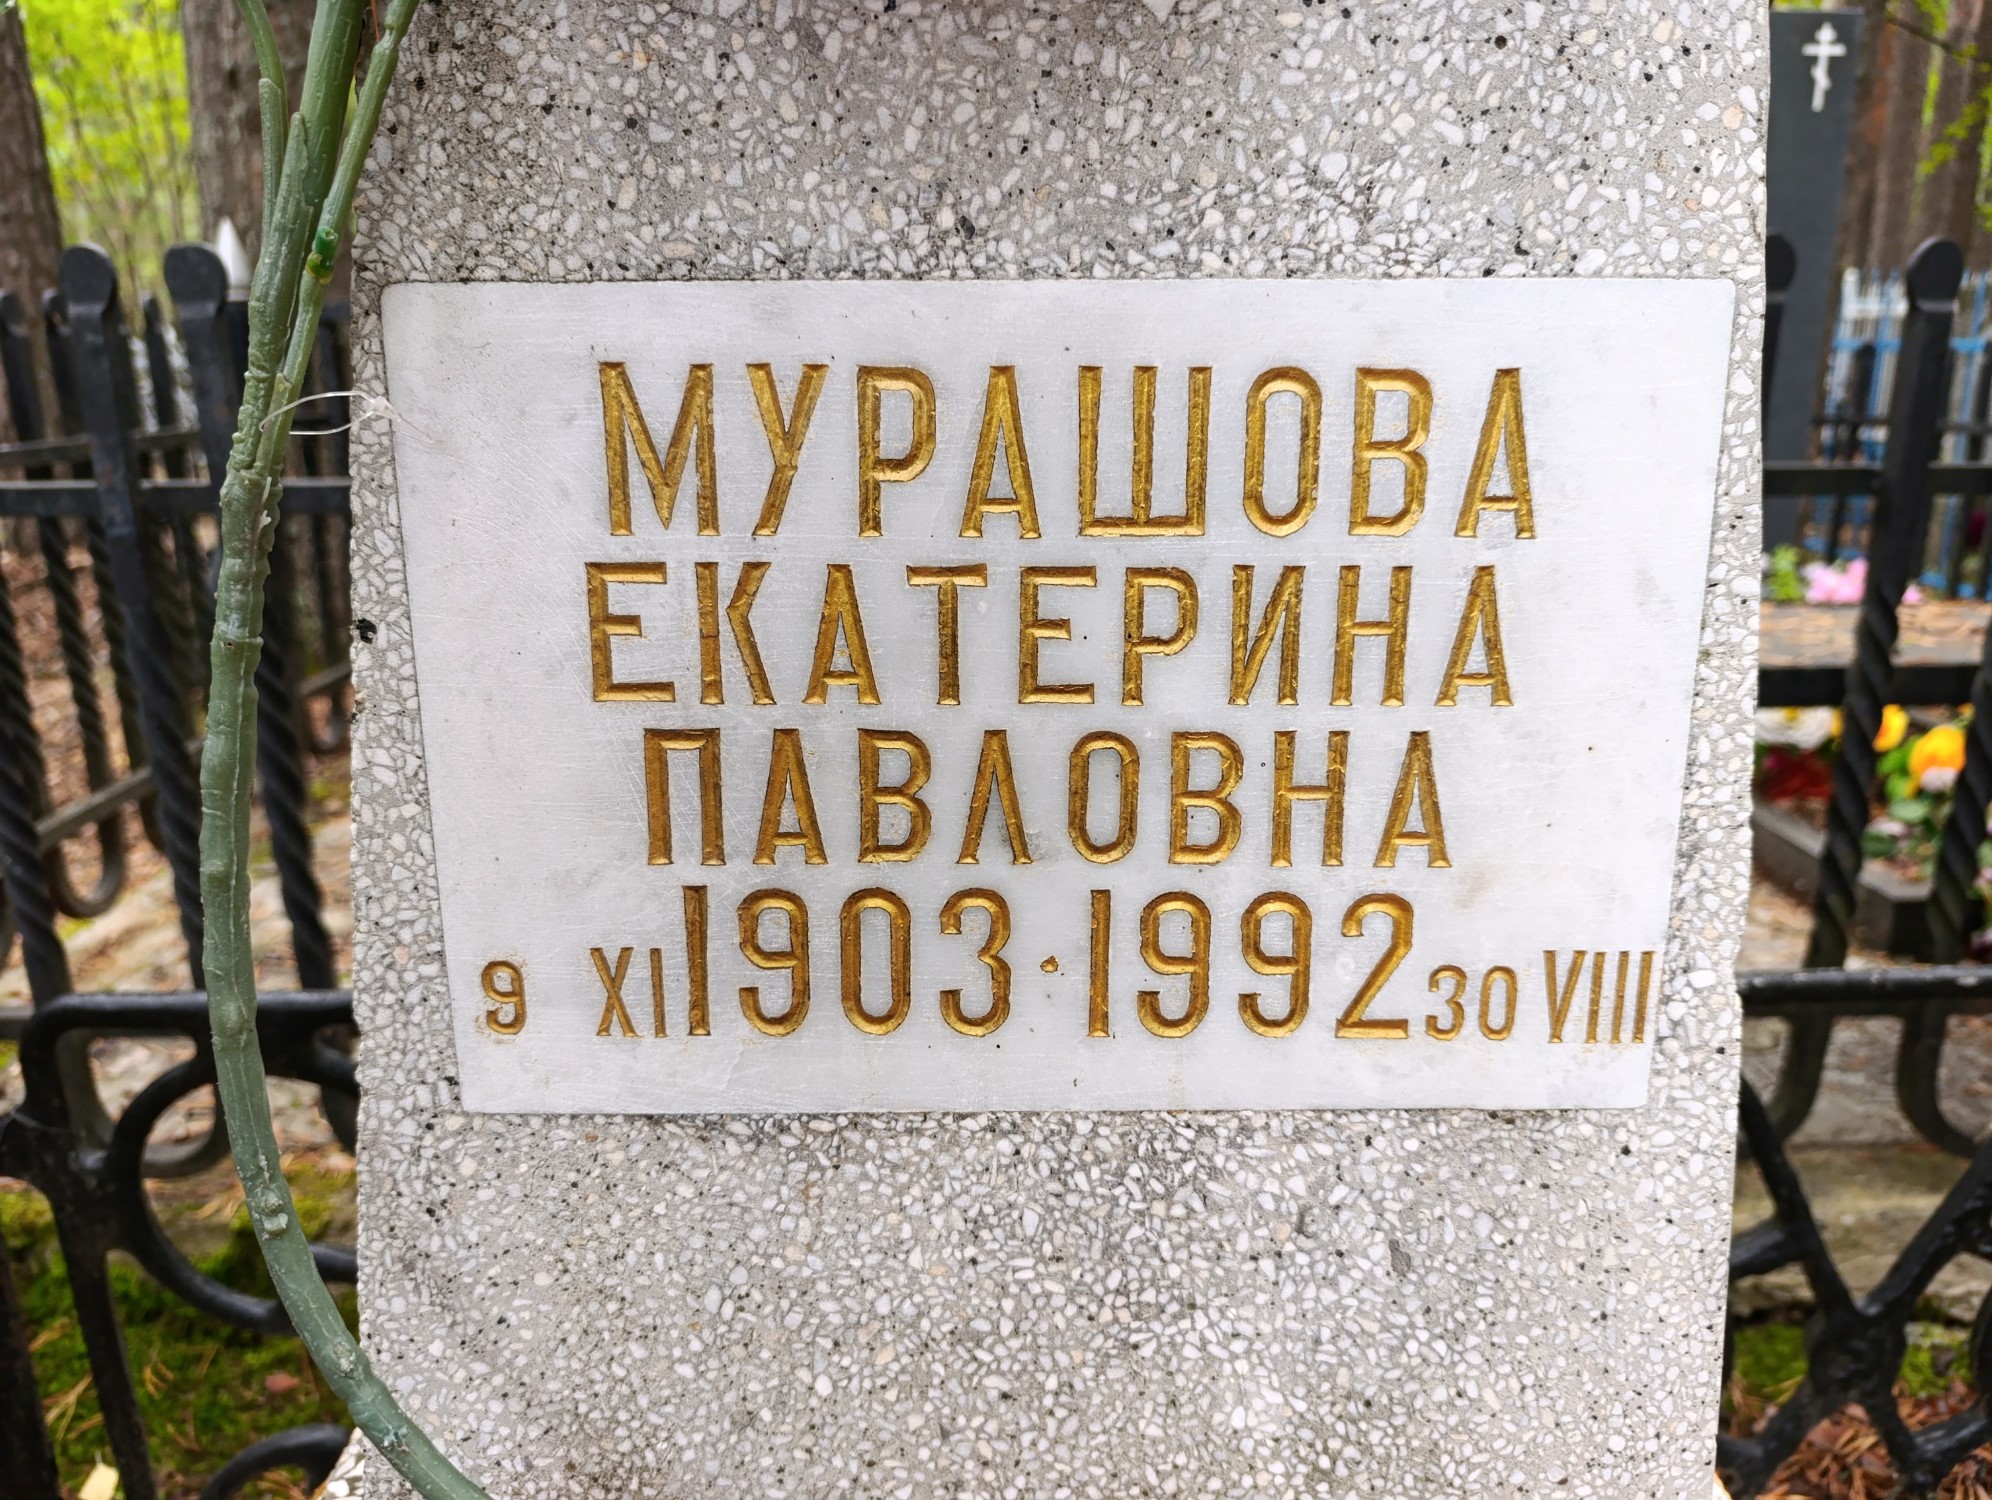 МУРАШОВА
ЕКАТЕРИНА
ПАВЛОВНА
9 XI 1903·1992 30 VIII